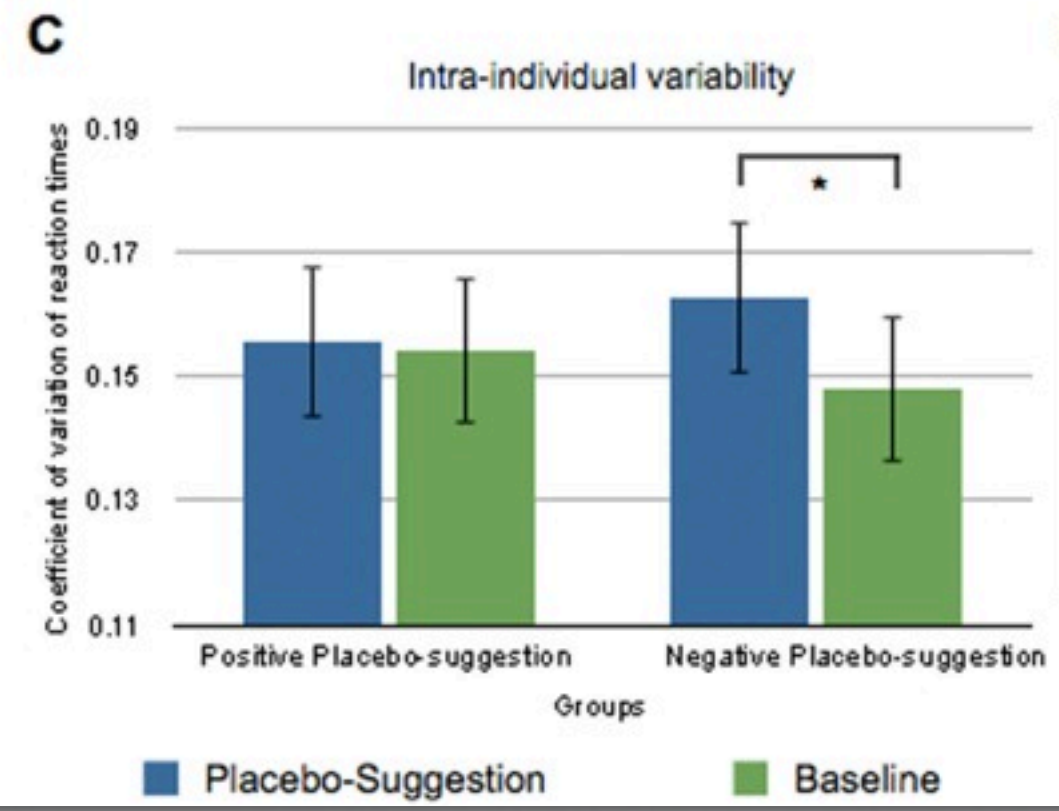 C
Intra-individual variability
Coefficient of variation of reaction times
0.19
0.17
0.15
0.13
0.11
*
Positive Placebo-suggestion
Negative Placebo-suggestion
Groups
Placebo-Suggestion
Baseline